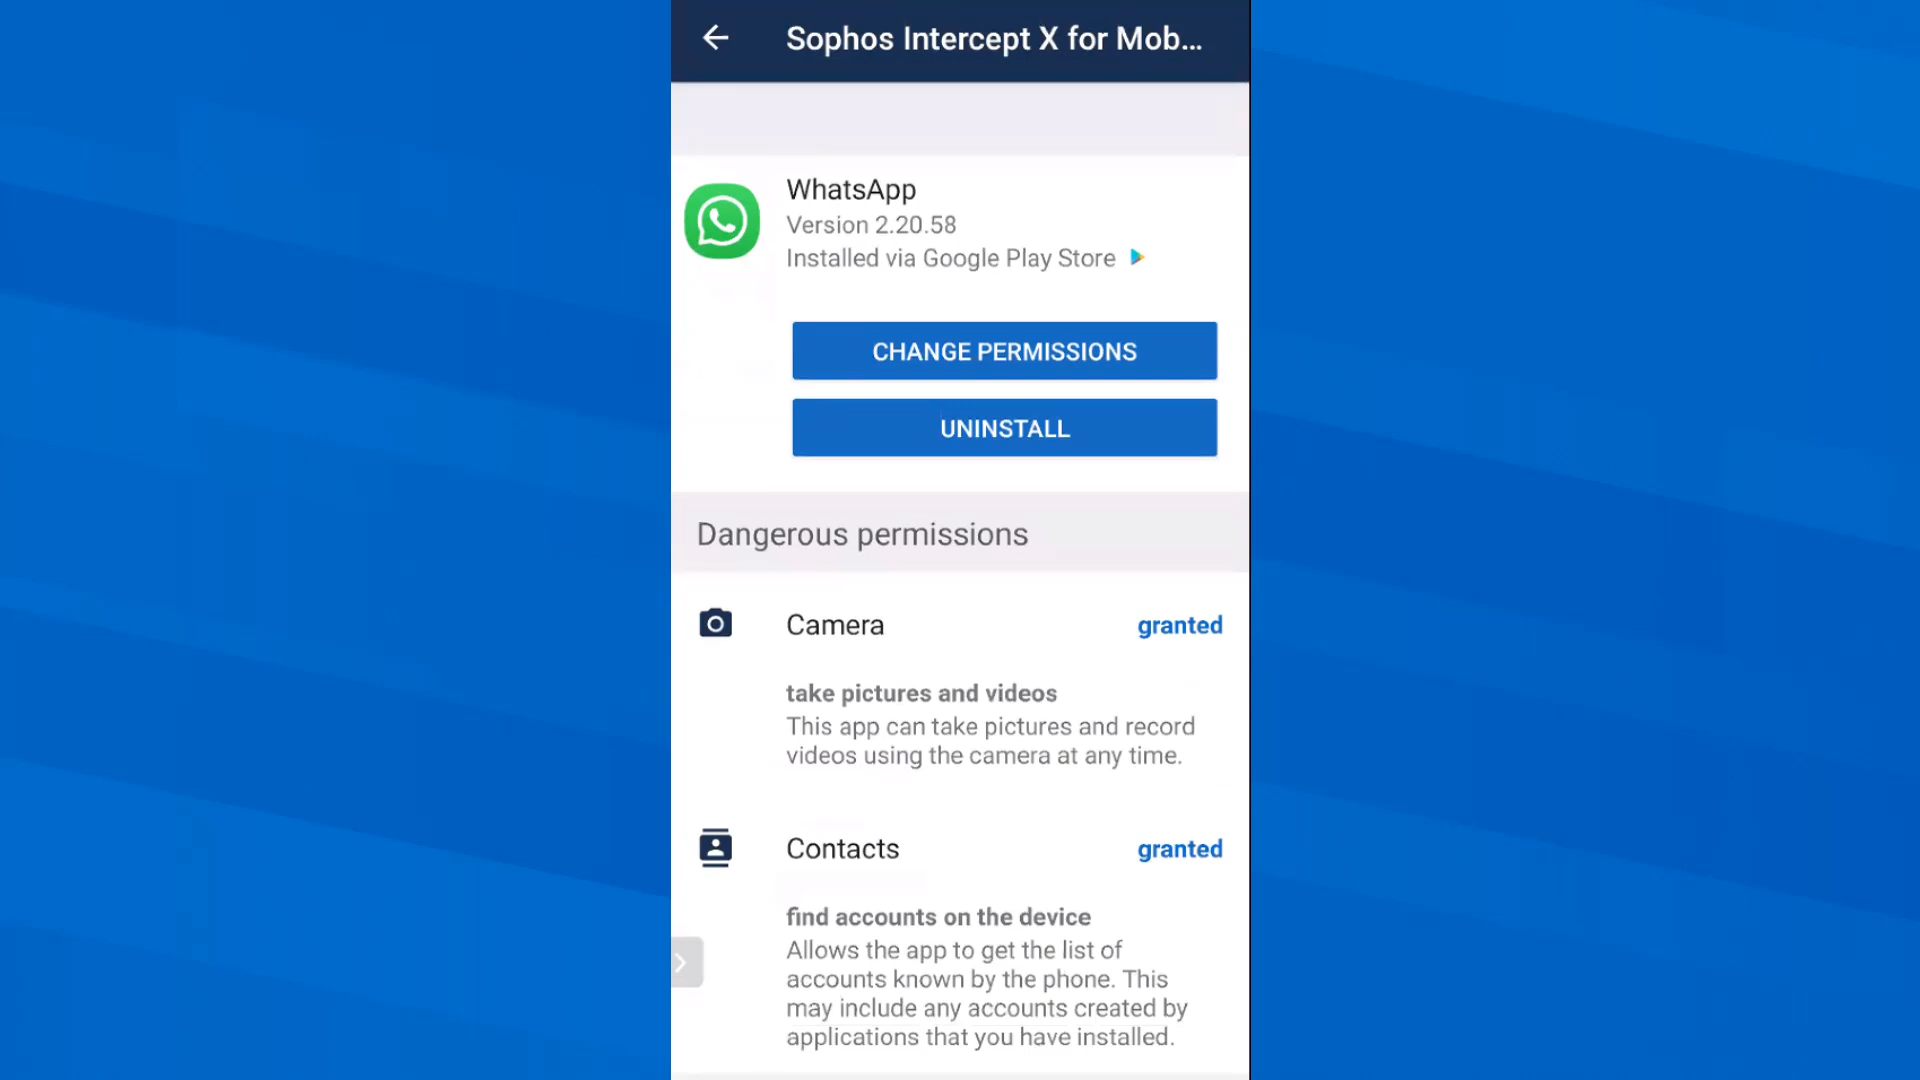 Sophos Intercept X for Mob...
WhatsApp
Version 2.20.58
Installed via Google Play Store
CHANGE PERMISSIONS
UNINSTALL
Dangerous permissions
Camera granted
take pictures and videos
This app can take pictures and record
videos using the camera at any time.
Contacts granted
find accounts on the device
Allows the app to get the list of
accounts known by the phone. This
may include any accounts created by
applications that you have installed.